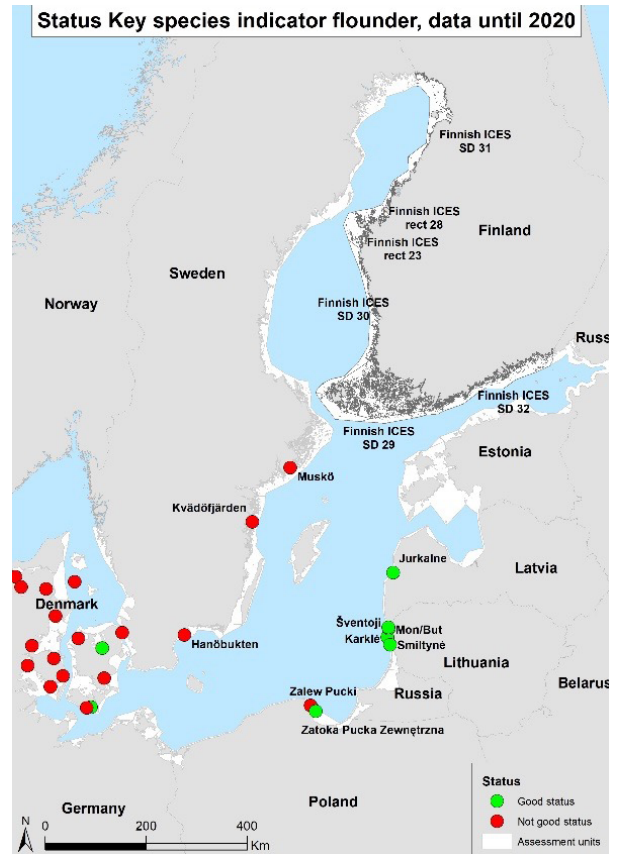 Status Key species indicator flounder, data until 2020
Finnish ICES
SD 31
Finnish ICES
rect 28
Finnish ICES
rect 23
Finland
Sweden
Norway
Finnish ICES
SD 30
Russ
Finnish ICES
SD 32
Finnish ICES
SD 29
Estonia
Muskö
Kvädöfjärden
Jurkalne
Latvia
Denmark
Šventoji
Mon/But
Karklė
Smiltynė
Hanöbukten
Lithuania
Zalew Pucki
Russia
Belarus
Zatoka Pucka Zewnętrzna
Status
Good status
Not good status
Assessment units
Poland
Germany
N
0 200 400
Km